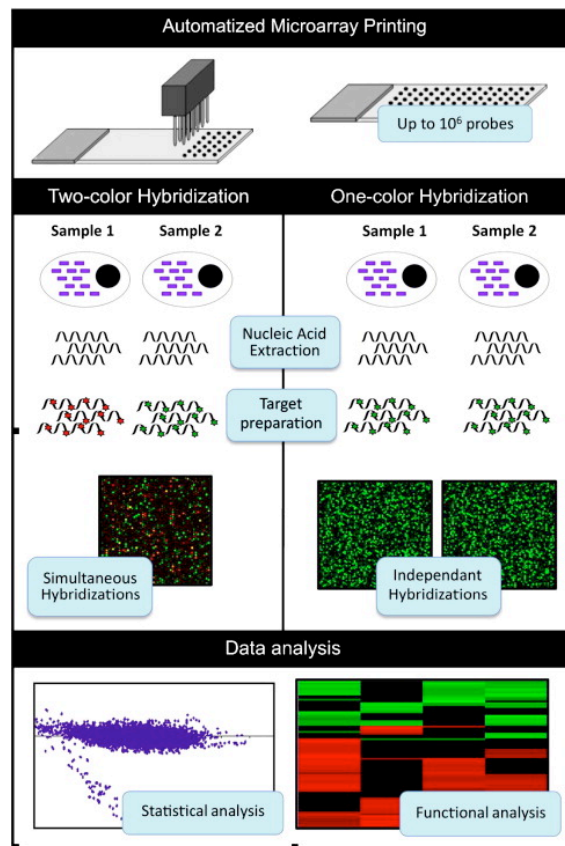 Automatized Microarray Printing
Up to 10⁶ probes
Two-color Hybridization
One-color Hybridization
Sample 1
Sample 2
Sample 1
Sample 2
Nucleic Acid
Extraction
Target
preparation
Simultaneous
Hybridizations
Independant
Hybridizations
Data analysis
Statistical analysis
Functional analysis